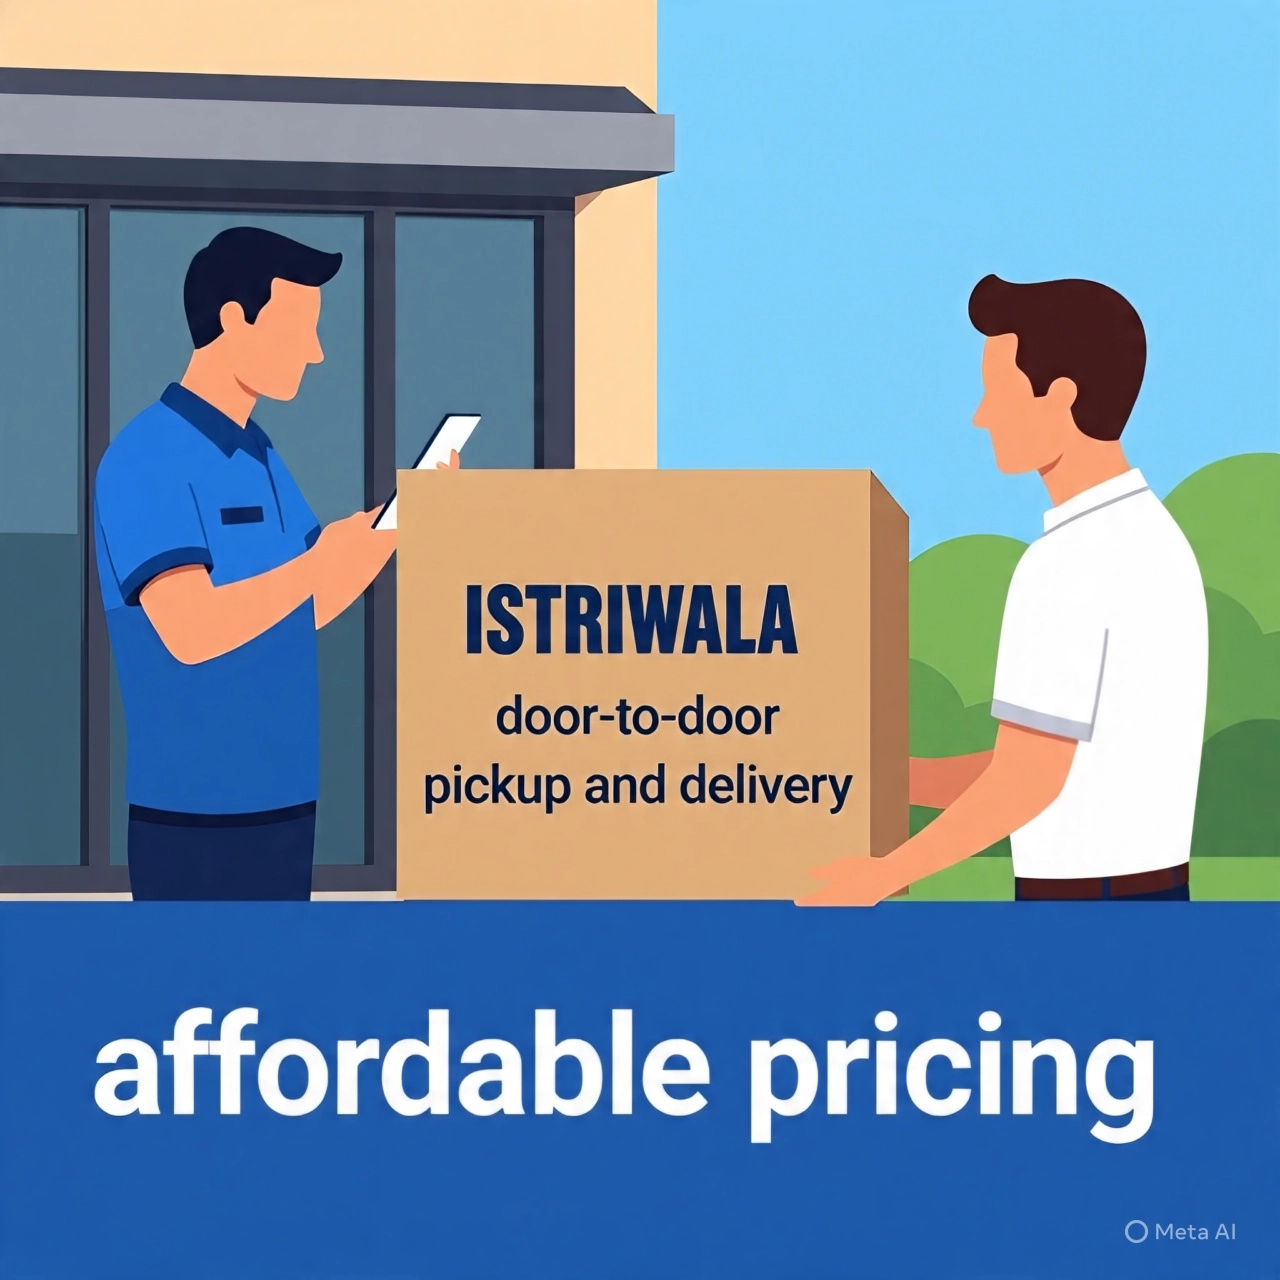 ISTRIWALA
door-to-door
pickup and delivery
affordable pricing
Meta AI